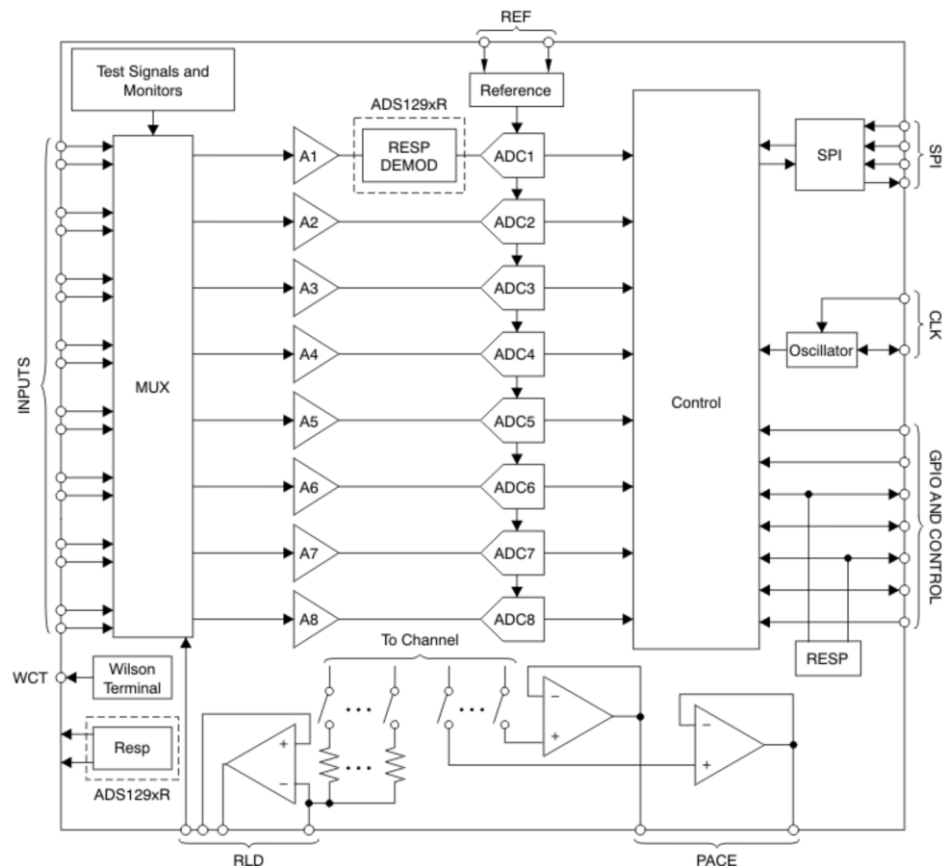 REF
Test Signals and
Monitors
Reference
ADS129xR
A1
RESP
DEMOD
ADC1
SPI
SPI
A2
ADC2
A3
ADC3
CLK
A4
ADC4
Oscillator
INPUTS
MUX
Control
A5
ADC5
A6
ADC6
GPIO AND CONTROL
A7
ADC7
A8
ADC8
To Channel
RESP
WCT
Wilson
Terminal
Resp
ADS129xR
+
−
−
+
−
+
RLD
PACE